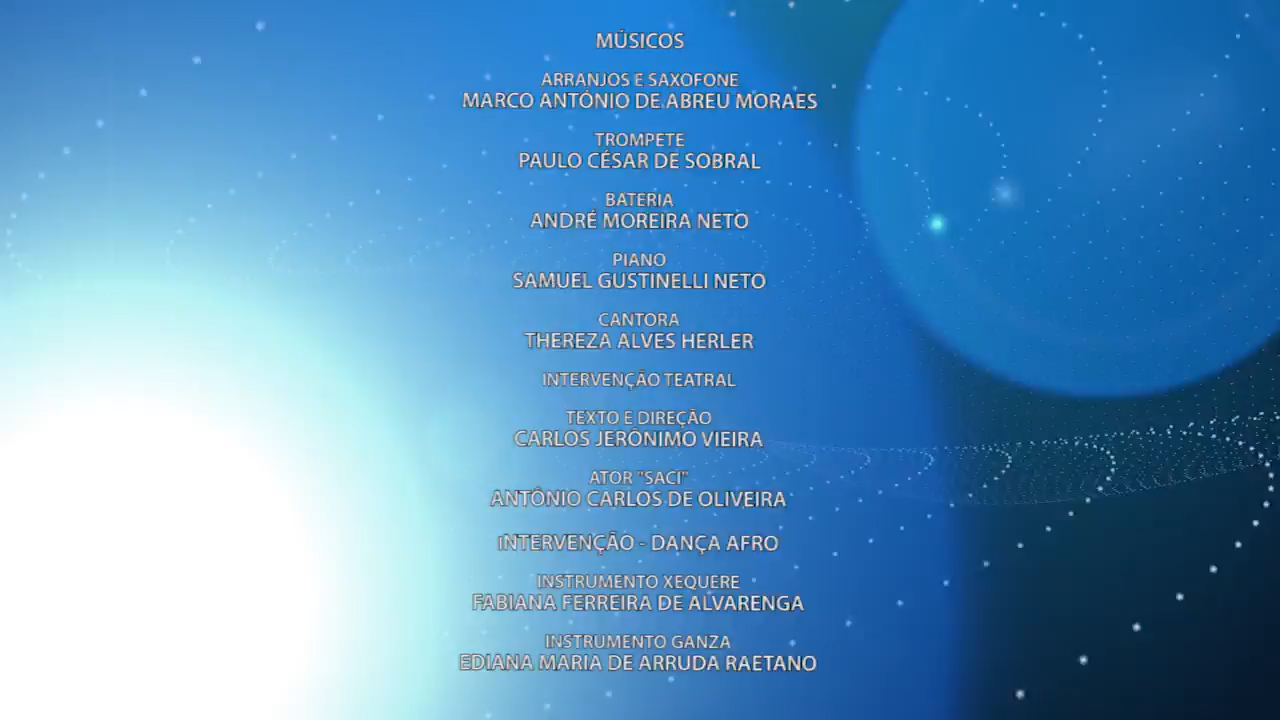 MÚSICOS
ARRANJOS E SAXOFONE
MARCO ANTÔNIO DE ABREU MORAES
TROMPETE
PAULO CÉSAR DE SOBRAL
BATERIA
ANDRÉ MOREIRA NETO
PIANO
SAMUEL GUSTINELLI NETO
CANTORA
THEREZA ALVES HERLER
INTERVENÇÃO TEATRAL
TEXTO E DIREÇÃO
CARLOS JERÔNIMO VIEIRA
ATOR "SACI"
ANTÔNIO CARLOS DE OLIVEIRA
INTERVENÇÃO - DANÇA AFRO
INSTRUMENTO XEQUERE
FABIANA FERREIRA DE ALVARENGA
INSTRUMENTO GANZA
EDIANA MARIA DE ARRUDA RAETANO